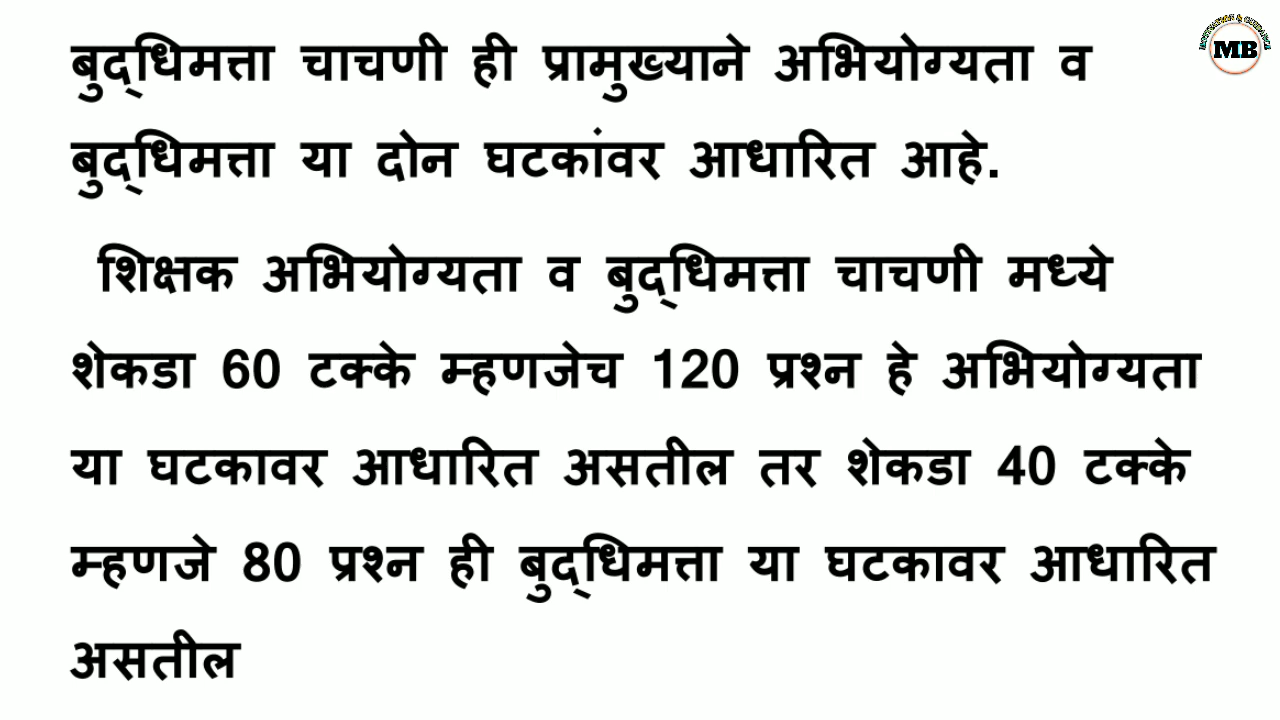 बुद्धिमत्ता चाचणी ही प्रामुख्याने अभियोग्यता व
बुद्धिमत्ता या दोन घटकांवर आधारित आहे.
शिक्षक अभियोग्यता व बुद्धिमत्ता चाचणी मध्ये
शेकडा 60 टक्के म्हणजेच 120 प्रश्न हे अभियोग्यता
या घटकावर आधारित असतील तर शेकडा 40 टक्के
म्हणजे 80 प्रश्न ही बुद्धिमत्ता या घटकावर आधारित
असतील
MB